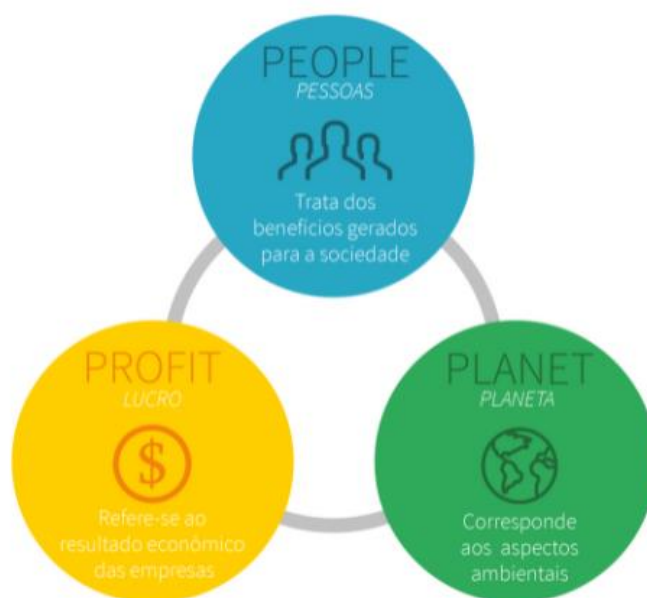 PEOPLE
PESSOAS
Trata dos
benefícios gerados
para a sociedade
PROFIT
LUCRO
$
Refere-se ao
resultado econômico
das empresas
PLANET
PLANETA
Corresponde
aos aspectos
ambientais